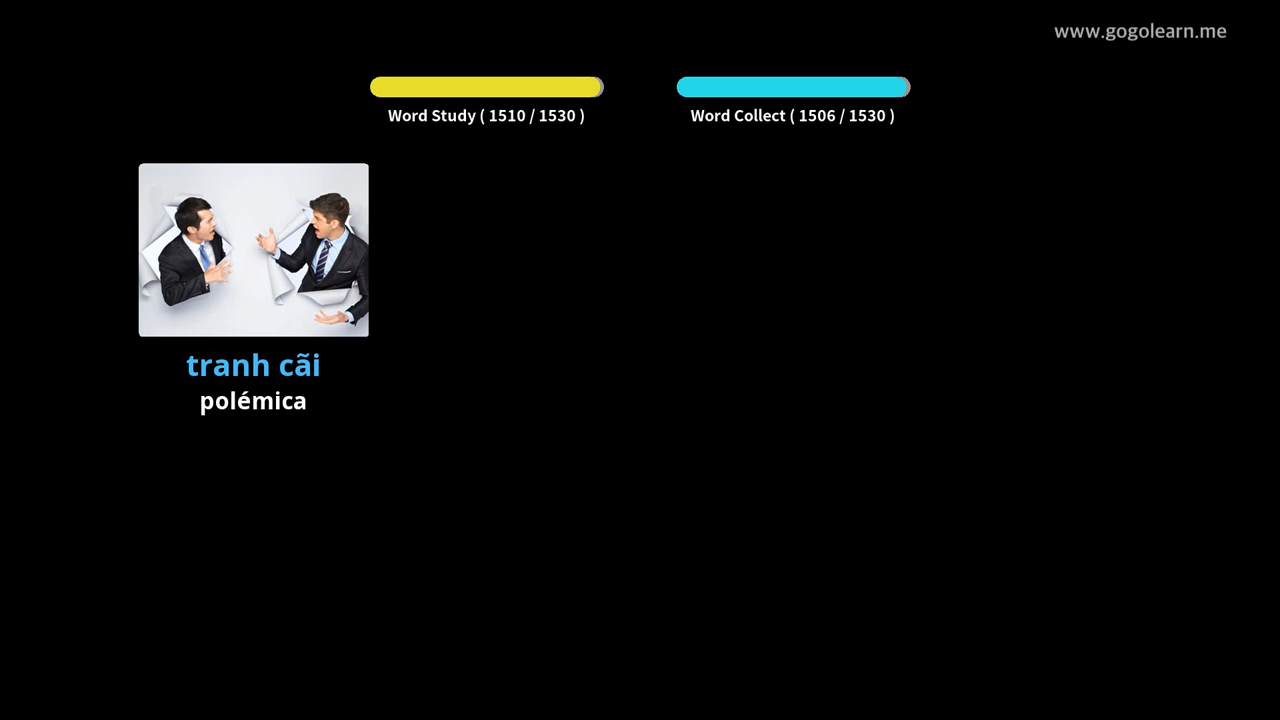 www.gogolearn.me
Word Study ( 1510 / 1530 )
Word Collect ( 1506 / 1530 )
tranh cãi
polémica